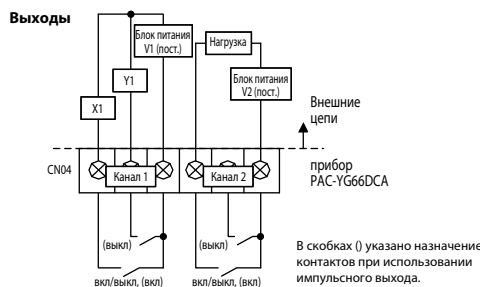 Выходы
Блок питания
V1 (пост.)
Нагрузка
Y1
Блок питания
V2 (пост.)
X1
Внешние
цепи
CN04
Канал 1
Канал 2
прибор
PAC-YG66DCA
(выкл)
(выкл)
В скобках () указано назначение
контактов при использовании
импульсного выхода.
вкл/выкл, (вкл)
вкл/выкл, (вкл)